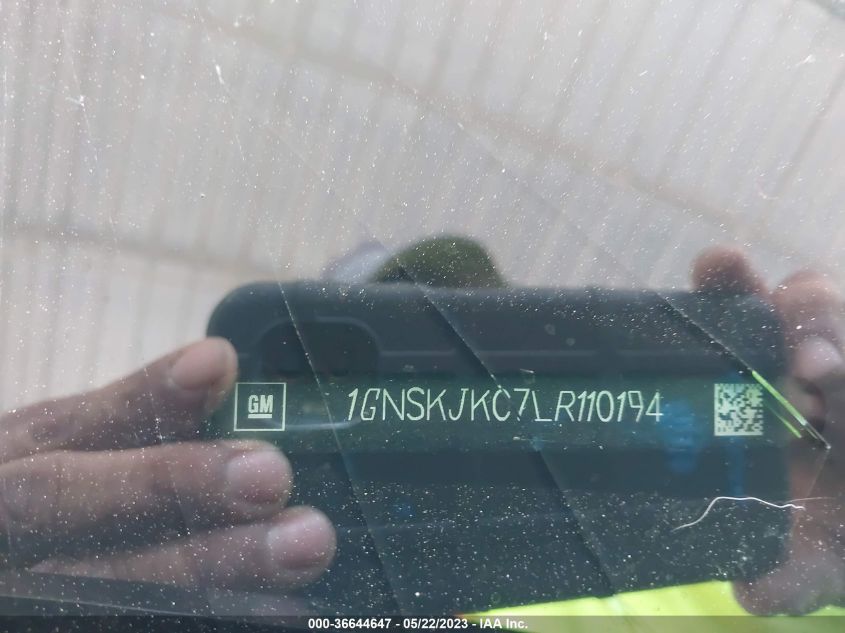 GM 1GNSKJKC7LR110194
000-36644647 - 05/22/2023 - IAA Inc.